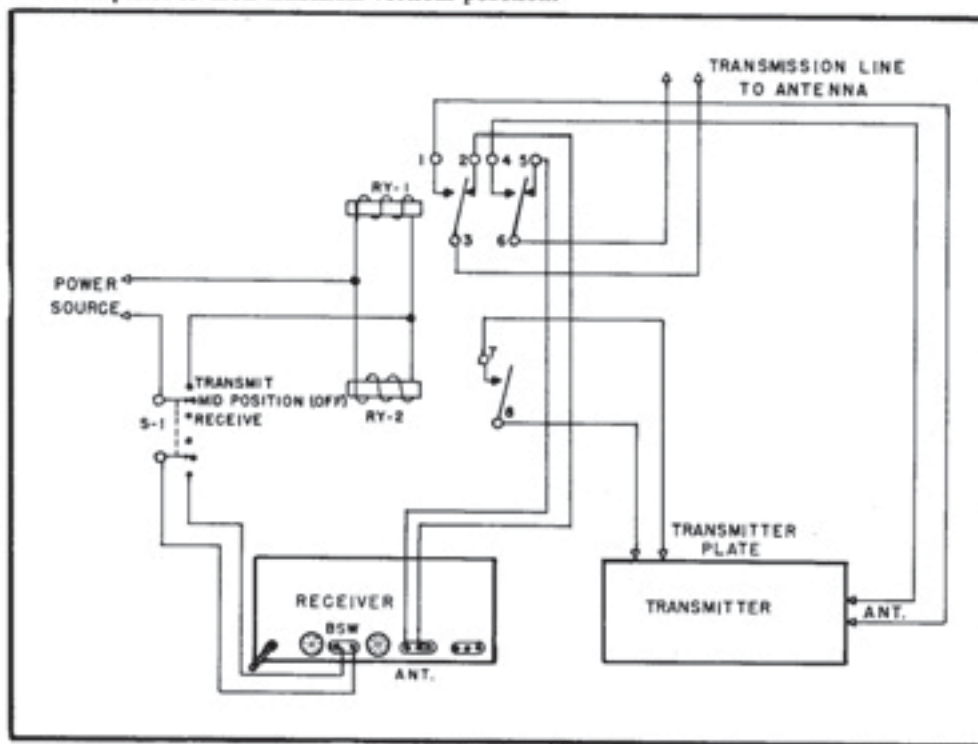 TRANSMISSION LINE
TO ANTENNA
1
2
4
5
RY-1
3
6
POWER
SOURCE
7
TRANSMIT
MID POSITION (OFF)
RECEIVE
S-1
RY-2
8
TRANSMITTER
PLATE
RECEIVER
BSW
ANT.
TRANSMITTER
ANT.